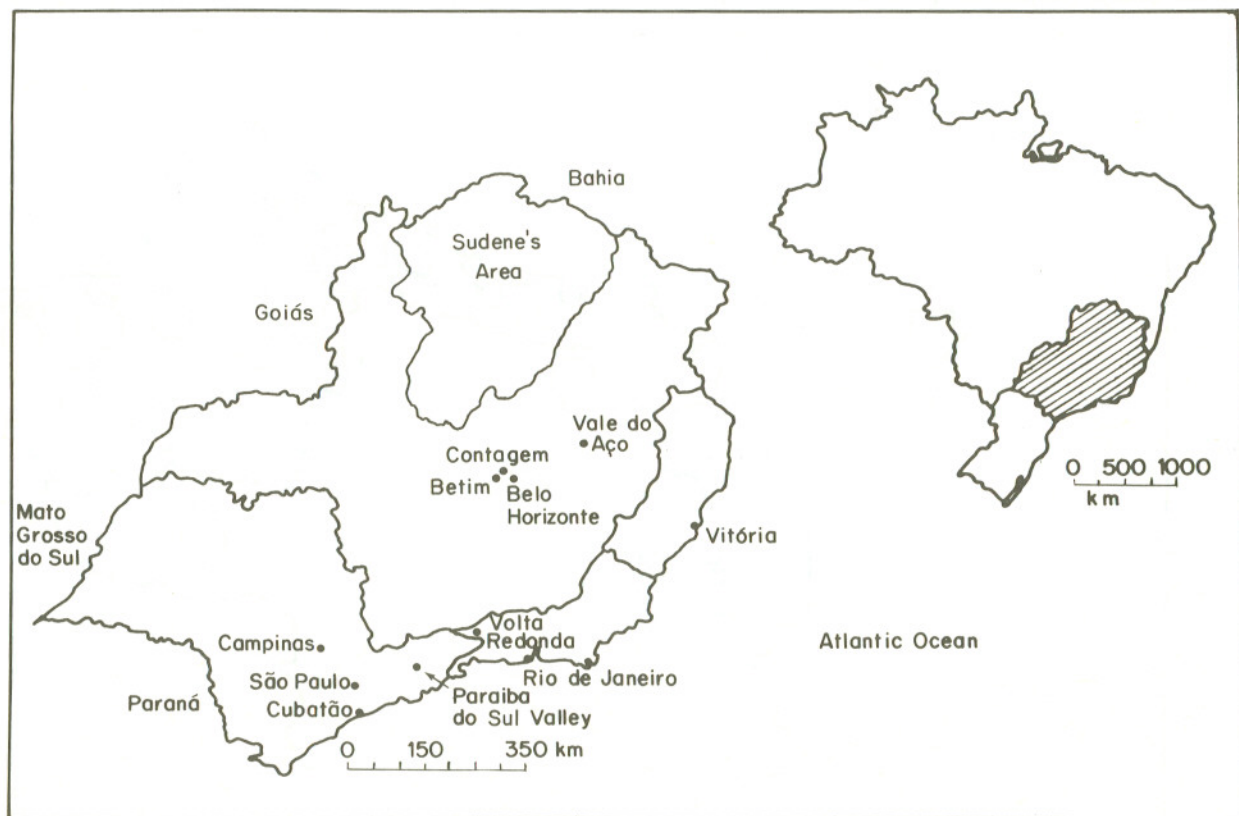 Bahia
Sudene's
Area
Goiás
Vale do
Aço
Contagem
Betim
Belo
Horizonte
Mato
Grosso
do Sul
Vitória
0 500 1000
km
Volta
Redonda
Campinas
Atlantic Ocean
Rio de Janeiro
São Paulo
Paraiba
do Sul Valley
Paraná
Cubatão
0 150 350 km